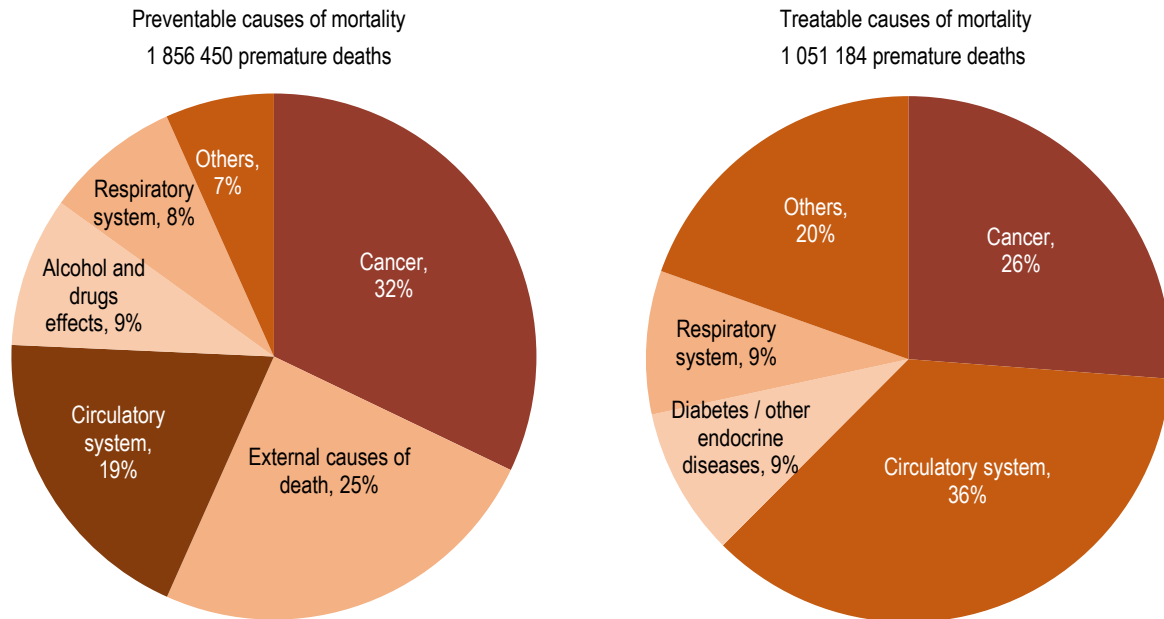 Preventable causes of mortality
1 856 450 premature deaths
Others,
7%
Respiratory
system, 8%
Cancer,
32%
Alcohol and
drugs
effects, 9%
Circulatory
system,
19%
External causes of
death, 25%
Treatable causes of mortality
1 051 184 premature deaths
Others,
20%
Cancer,
26%
Respiratory
system, 9%
Diabetes / other
endocrine
diseases, 9%
Circulatory system,
36%